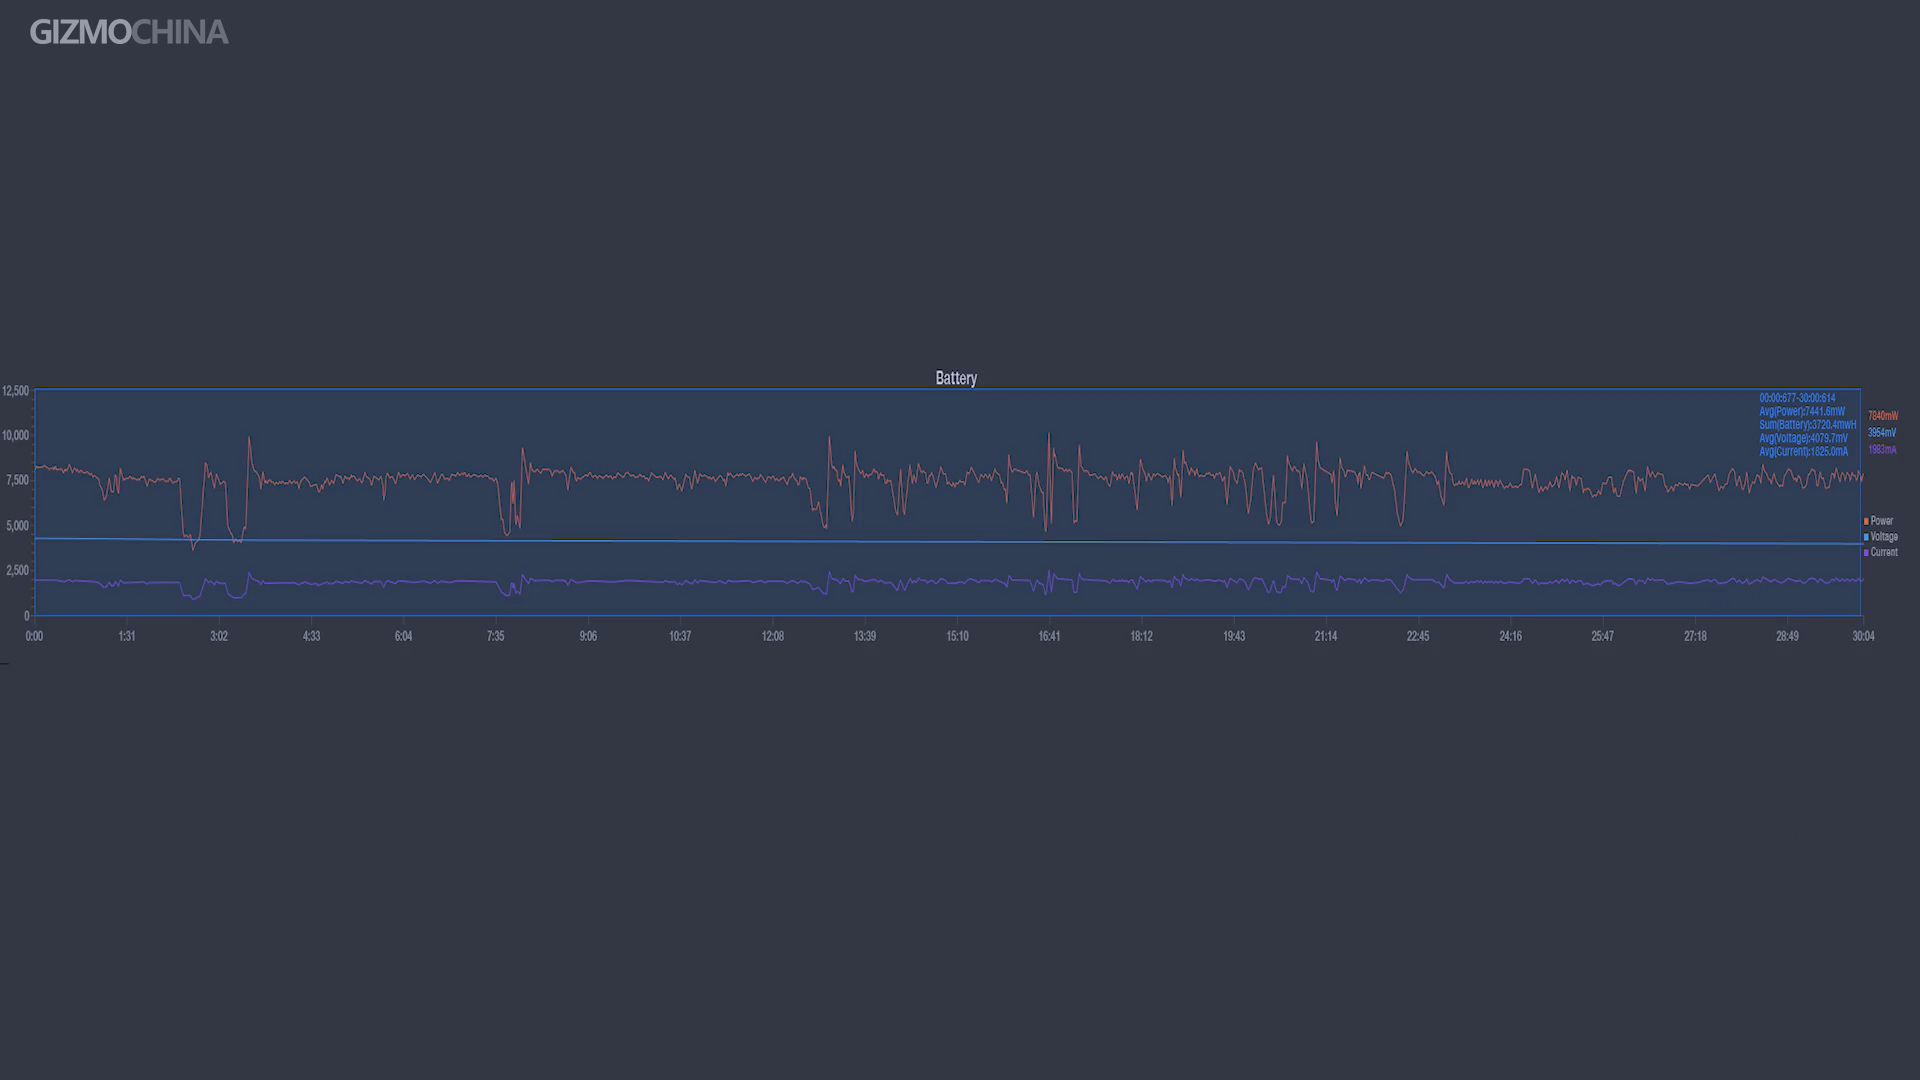 GIZMOCHINA
Battery
12,500
10,000
7,500
5,000
2,500
0
00:00:677-30:00:614
Avg(Power):7441.6mW
Sum(Battery):3720.4mwH
Avg(Voltage):4079.7mV
Avg(Current):1825.0mA
7840mW
3954mV
1983mA
Power
Voltage
Current
0:00 1:31 3:02 4:33 6:04 7:35 9:06 10:37 12:08 13:39 15:10 16:41 18:12 19:43 21:14 22:45 24:16 25:47 27:18 28:49 30:04